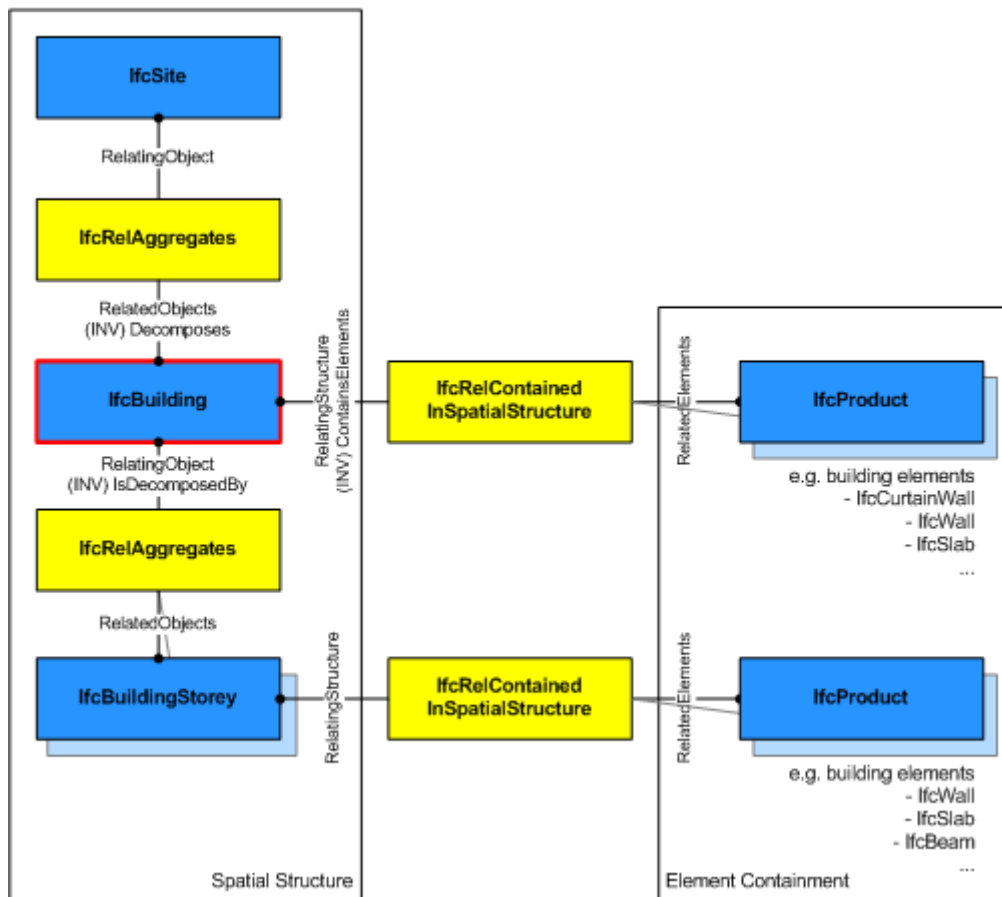 IfcSite
RelatingObject
IfcRelAggregates
RelatedObjects
(INV) Decomposes
IfcBuilding
RelatingStructure
(INV) ContainsElements
IfcRelContained
InSpatialStructure
RelatedElements
IfcProduct
e.g. building elements
- IfcCurtainWall
- IfcWall
- IfcSlab
...
RelatingObject
(INV) IsDecomposedBy
IfcRelAggregates
RelatedObjects
IfcBuildingStorey
RelatingStructure
IfcRelContained
InSpatialStructure
RelatedElements
IfcProduct
e.g. building elements
- IfcWall
- IfcSlab
- IfcBeam
...
Spatial Structure
Element Containment